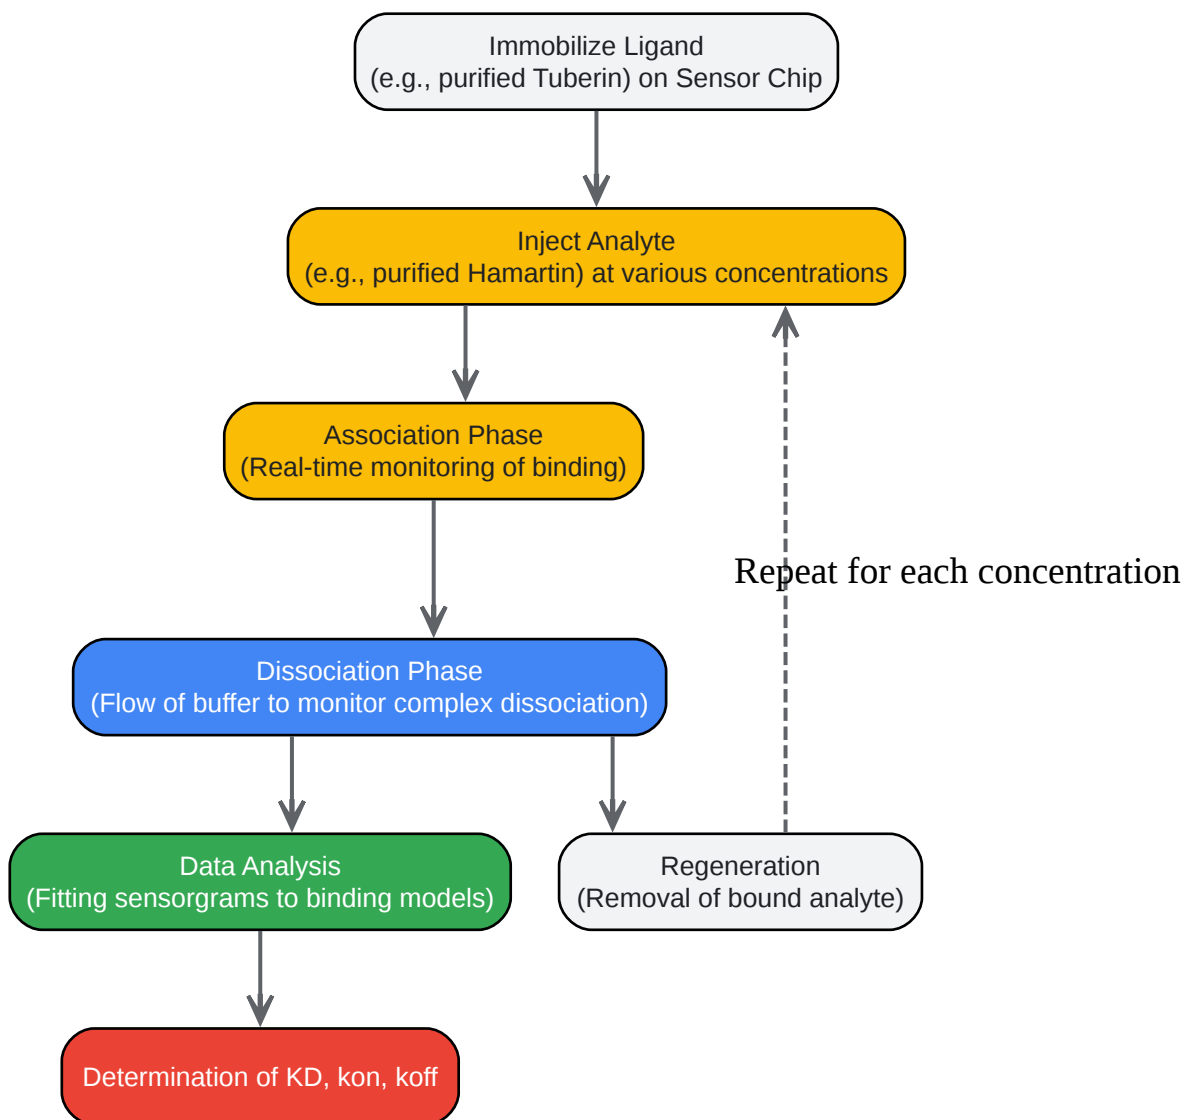 Immobilize Ligand
(e.g., purified Tuberin) on Sensor Chip
Inject Analyte
(e.g., purified Hamartin) at various concentrations
Association Phase
(Real-time monitoring of binding)
Repeat for each concentration
Dissociation Phase
(Flow of buffer to monitor complex dissociation)
Data Analysis
(Fitting sensorgrams to binding models)
Regeneration
(Removal of bound analyte)
Determination of KD, kon, koff